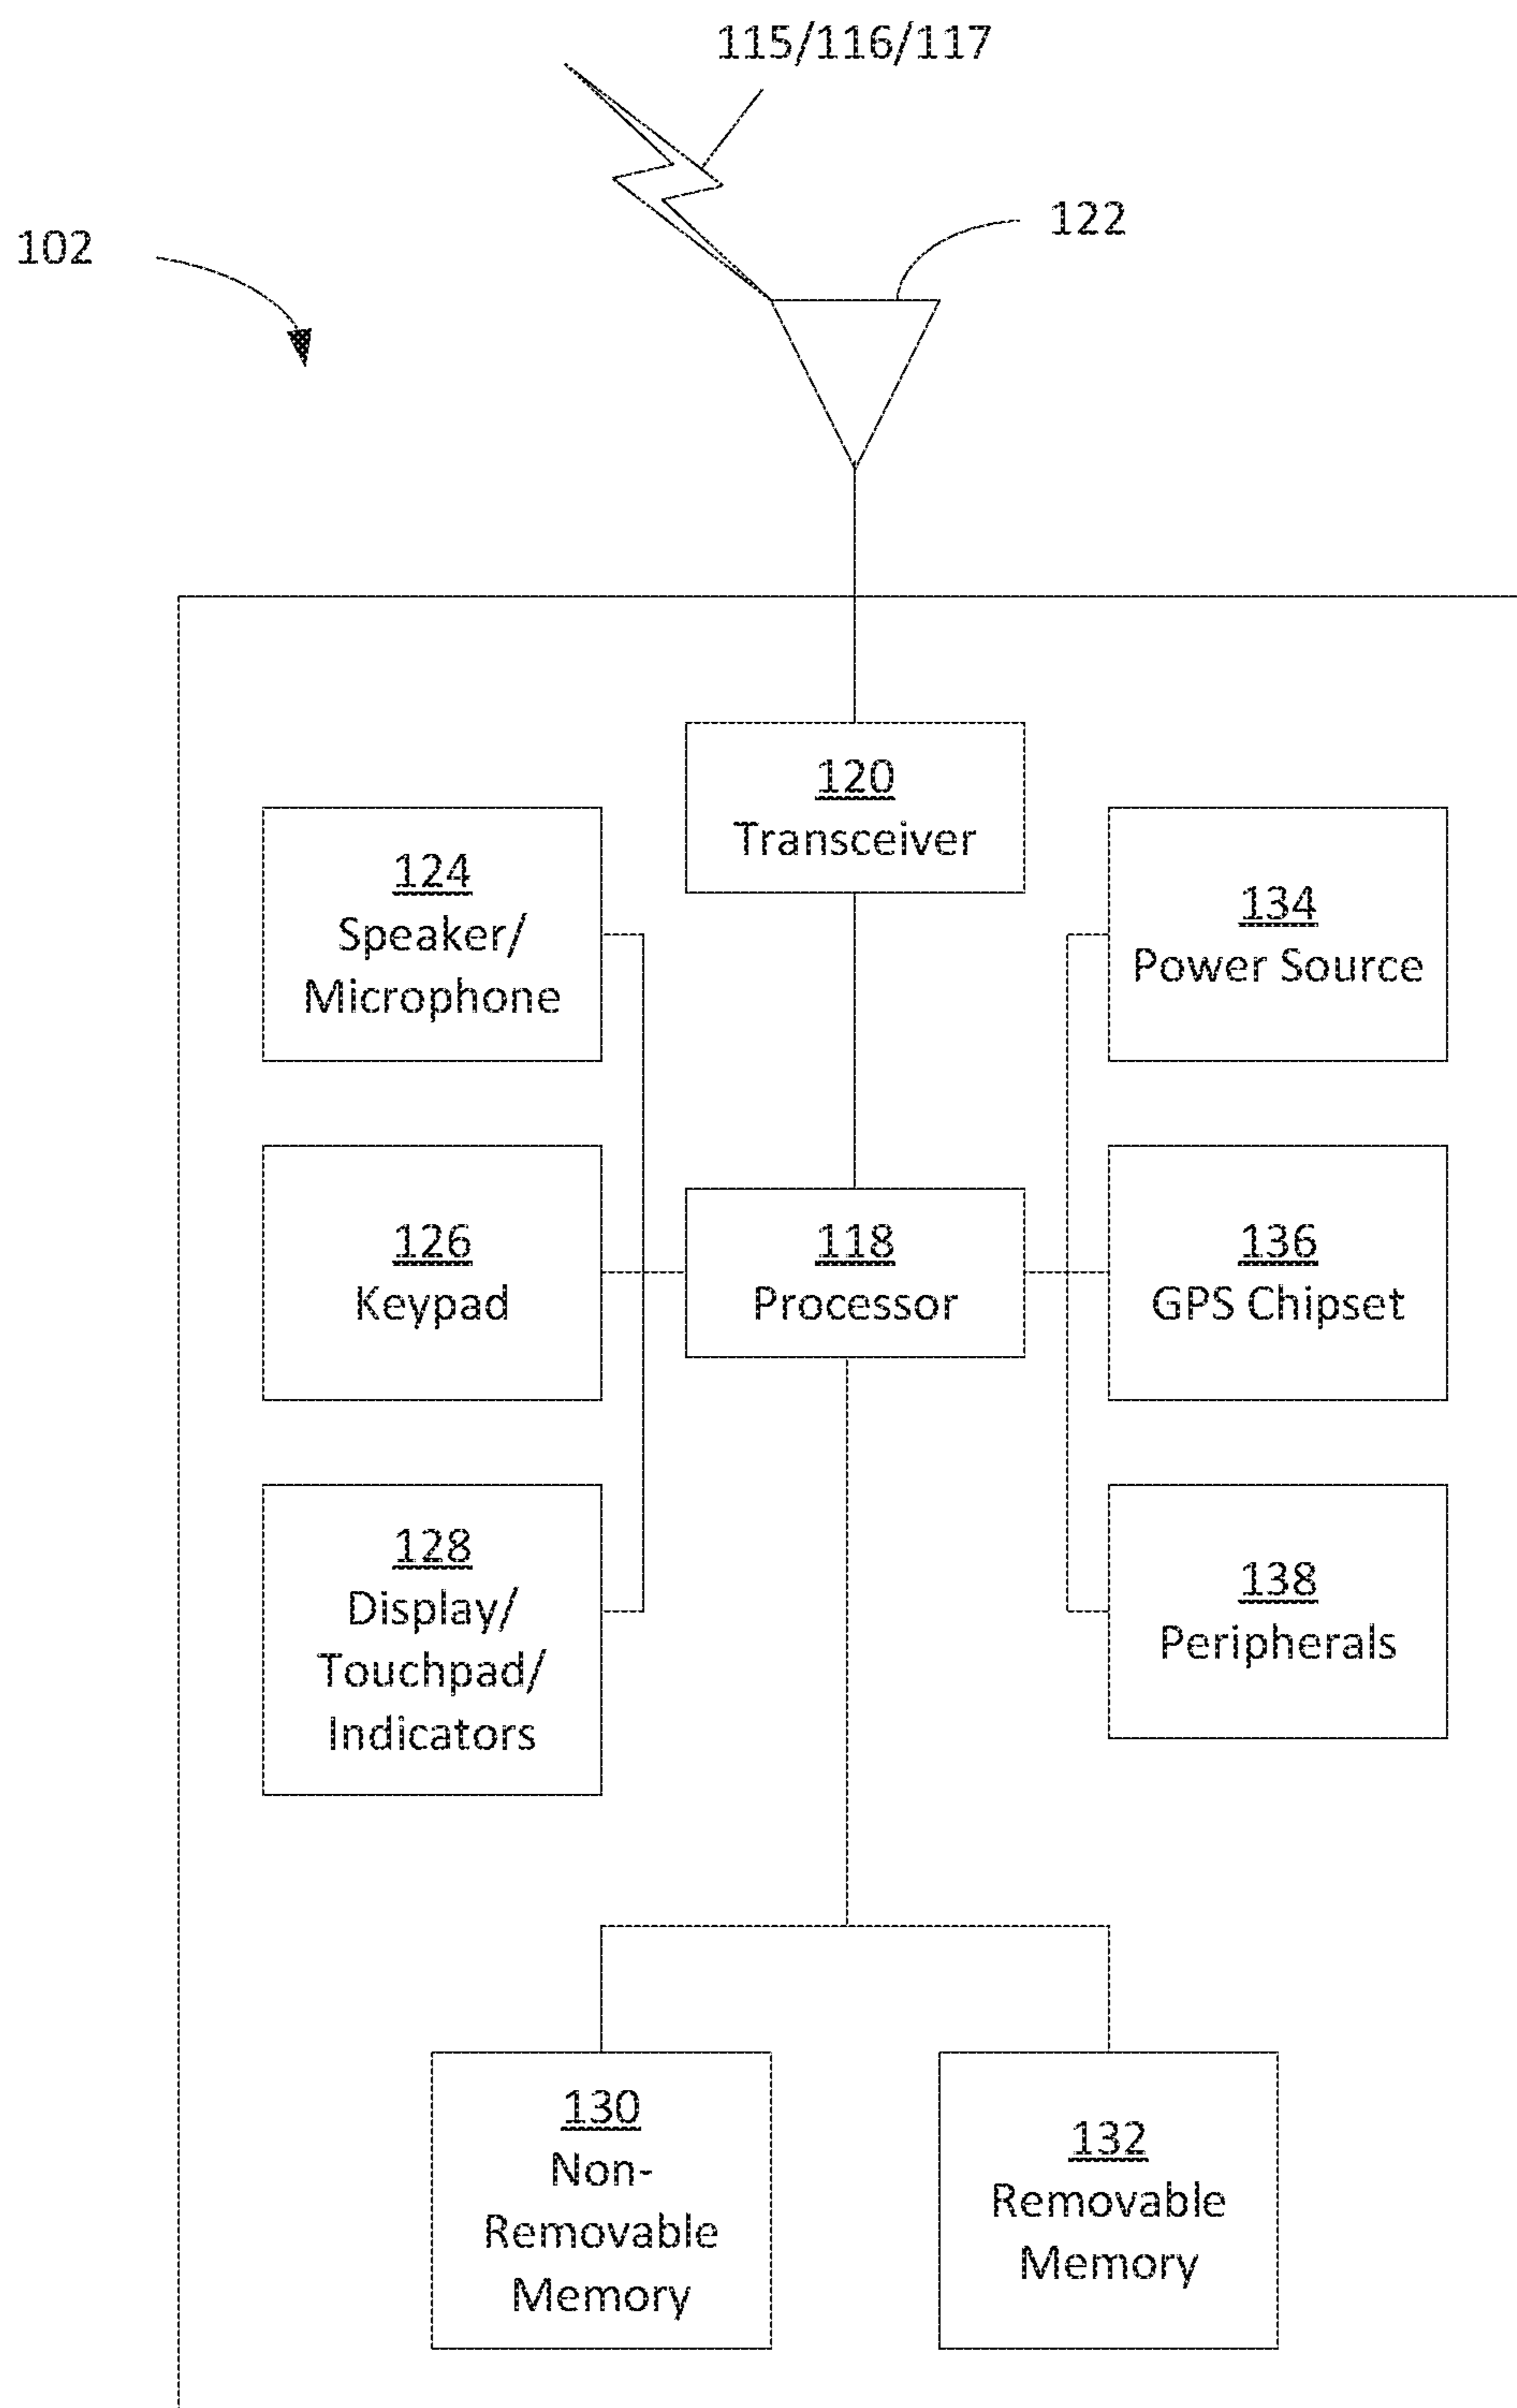 115/116/117
122
102
120
Transceiver
124
Speaker/
Microphone
134
Power Source
126
Keypad
118
Processor
136
GPS Chipset
128
Display/
Touchpad/
Indicators
138
Peripherals
130
Non-
Removable
Memory
132
Removable
Memory